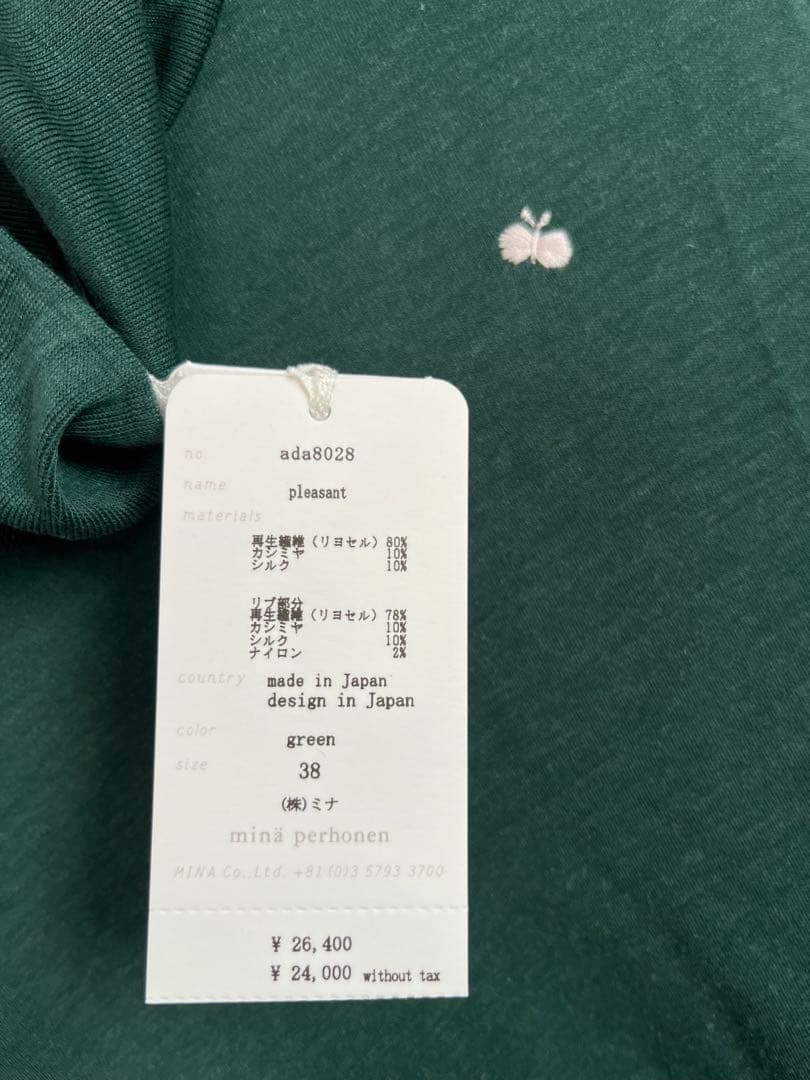 no. ada8028
name pleasant
materials
再生繊維（リヨセル）80%
カシミヤ 10%
シルク 10%
リブ部分
再生繊維（リヨセル）78%
カシミヤ 10%
シルク 10%
ナイロン 2%
country made in Japan
design in Japan
color green
size 38
(株)ミナ
minä perhonen
MINA Co.,Ltd. +81 (0)3 5793 3700
¥ 26,400
¥ 24,000 without tax